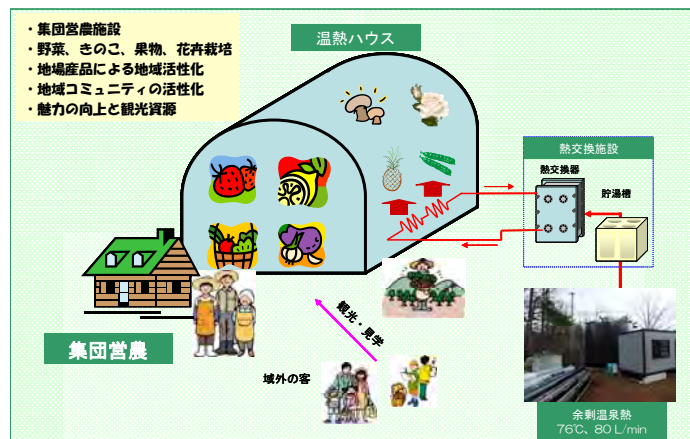 ・集団営農施設
・野菜、きのこ、果物、花卉栽培
・地場産品による地域活性化
・地域コミュニティの活性化
・魅力の向上と観光資源
温熱ハウス
熱交換施設
熱交換器
貯湯槽
集団営農
観光・見学
域外の客
余剰温泉熱
76℃、80 L/min